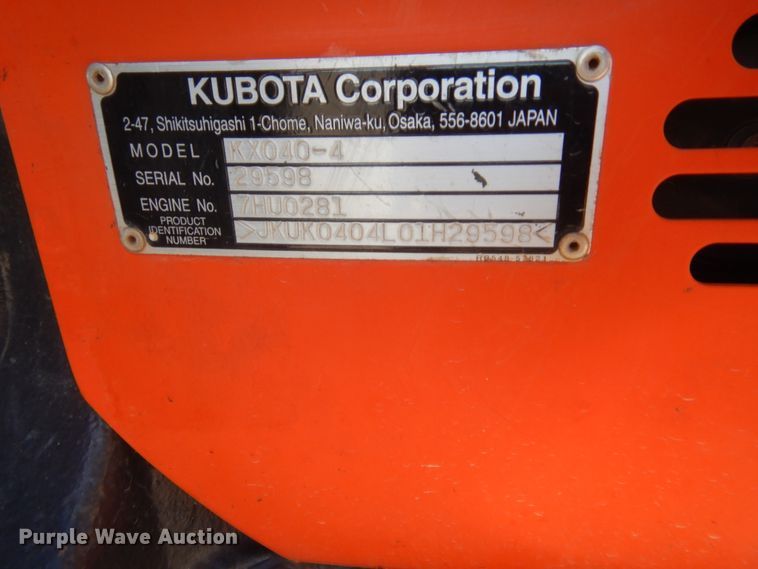 KUBOTA Corporation
2-47, Shikitsuhigashi 1-Chome, Naniwa-ku, Osaka, 556-8601 JAPAN
MODEL KX040-4
SERIAL No. 29598
ENGINE No. 7HU0281
PRODUCT
IDENTIFICATION
NUMBER >JKUK0404L01H29598<
Purple Wave Auction